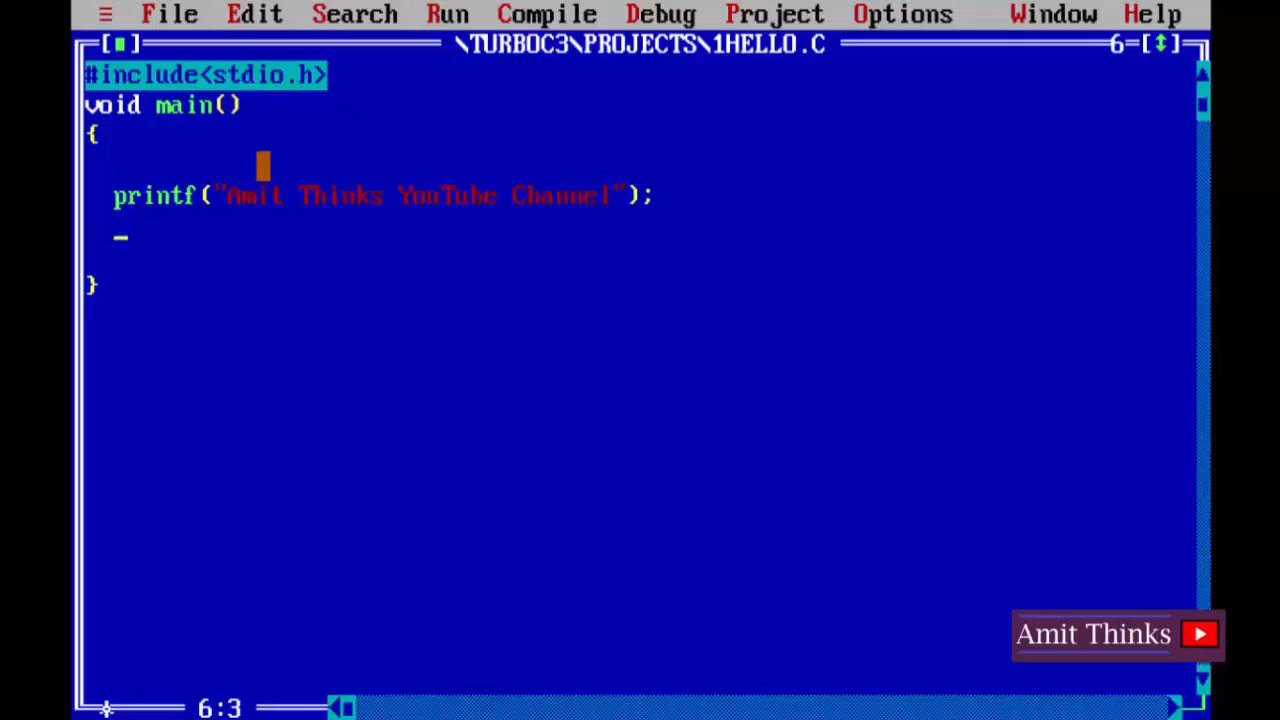 ≡ File Edit Search Run Compile Debug Project Options Window Help
[■] \TURBOC3\PROJECTS\1HELLO.C 6=[↕]
#include<stdio.h>
void main()
{
printf("Amit Thinks YouTube Channel");
}
Amit Thinks
6:3